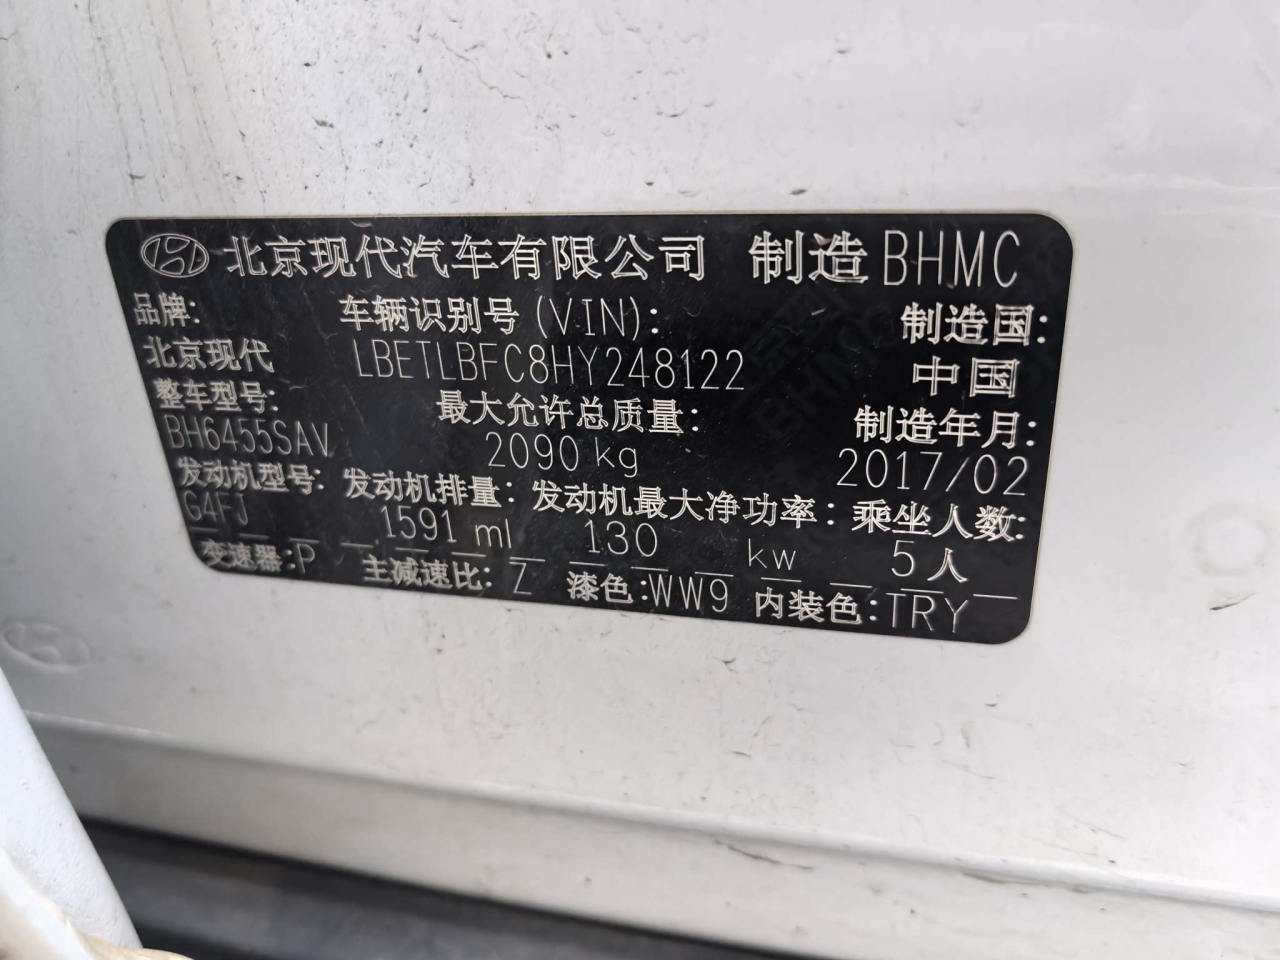 北京现代汽车有限公司 制造 BHMC
品牌: 车辆识别号 (VIN): 制造国:
北京现代 LBETLBFC8HY248122 中国
整车型号: 最大允许总质量: 制造年月:
BH6455SAV 2090 kg 2017/02
发动机型号: 发动机排量: 发动机最大净功率: 乘坐人数:
G4FJ 1591 ml 130 kw 5 人
变速器:P 主减速比: Z 漆色:WW9 内装色:TRY